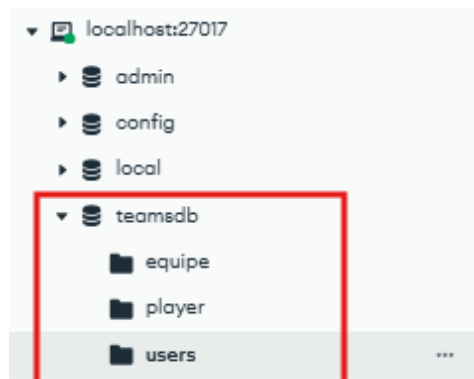 localhost:27017
admin
config
local
teamsdb
equipe
player
users